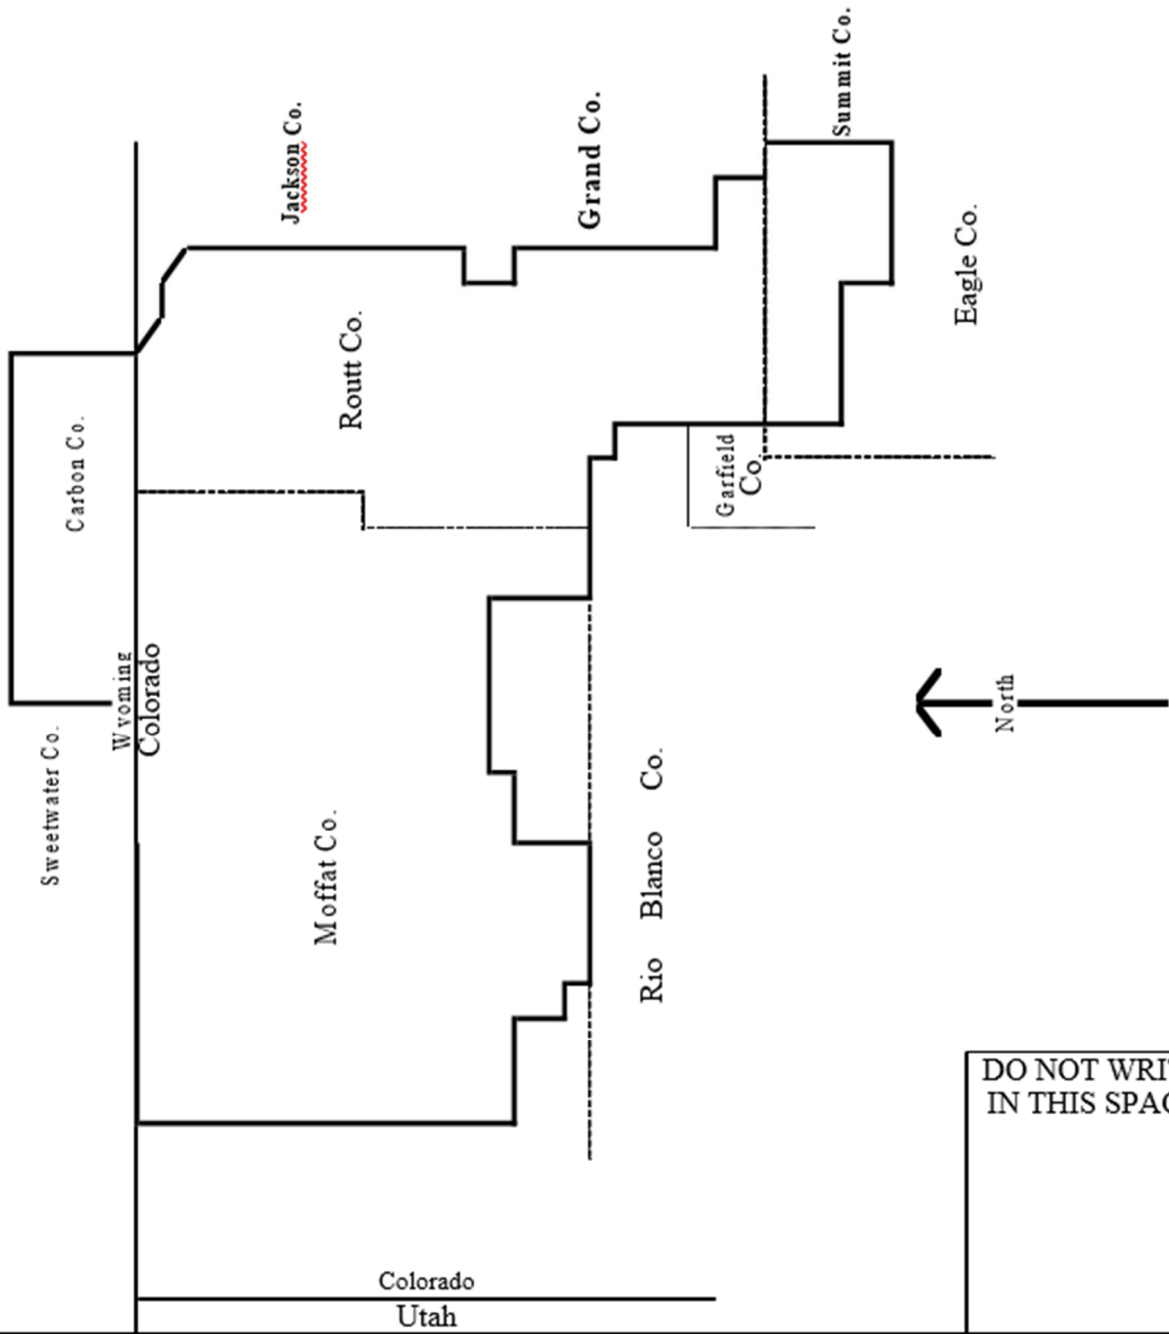 Summit Co.
Jackson Co.
Grand Co.
Eagle Co.
Routt Co.
Carbon Co.
Garfield
Co.
Wyoming
Colorado
Sweetwater Co.
North
Moffat Co.
Rio Blanco Co.
DO NOT WRIT
IN THIS SPAC
Colorado
Utah